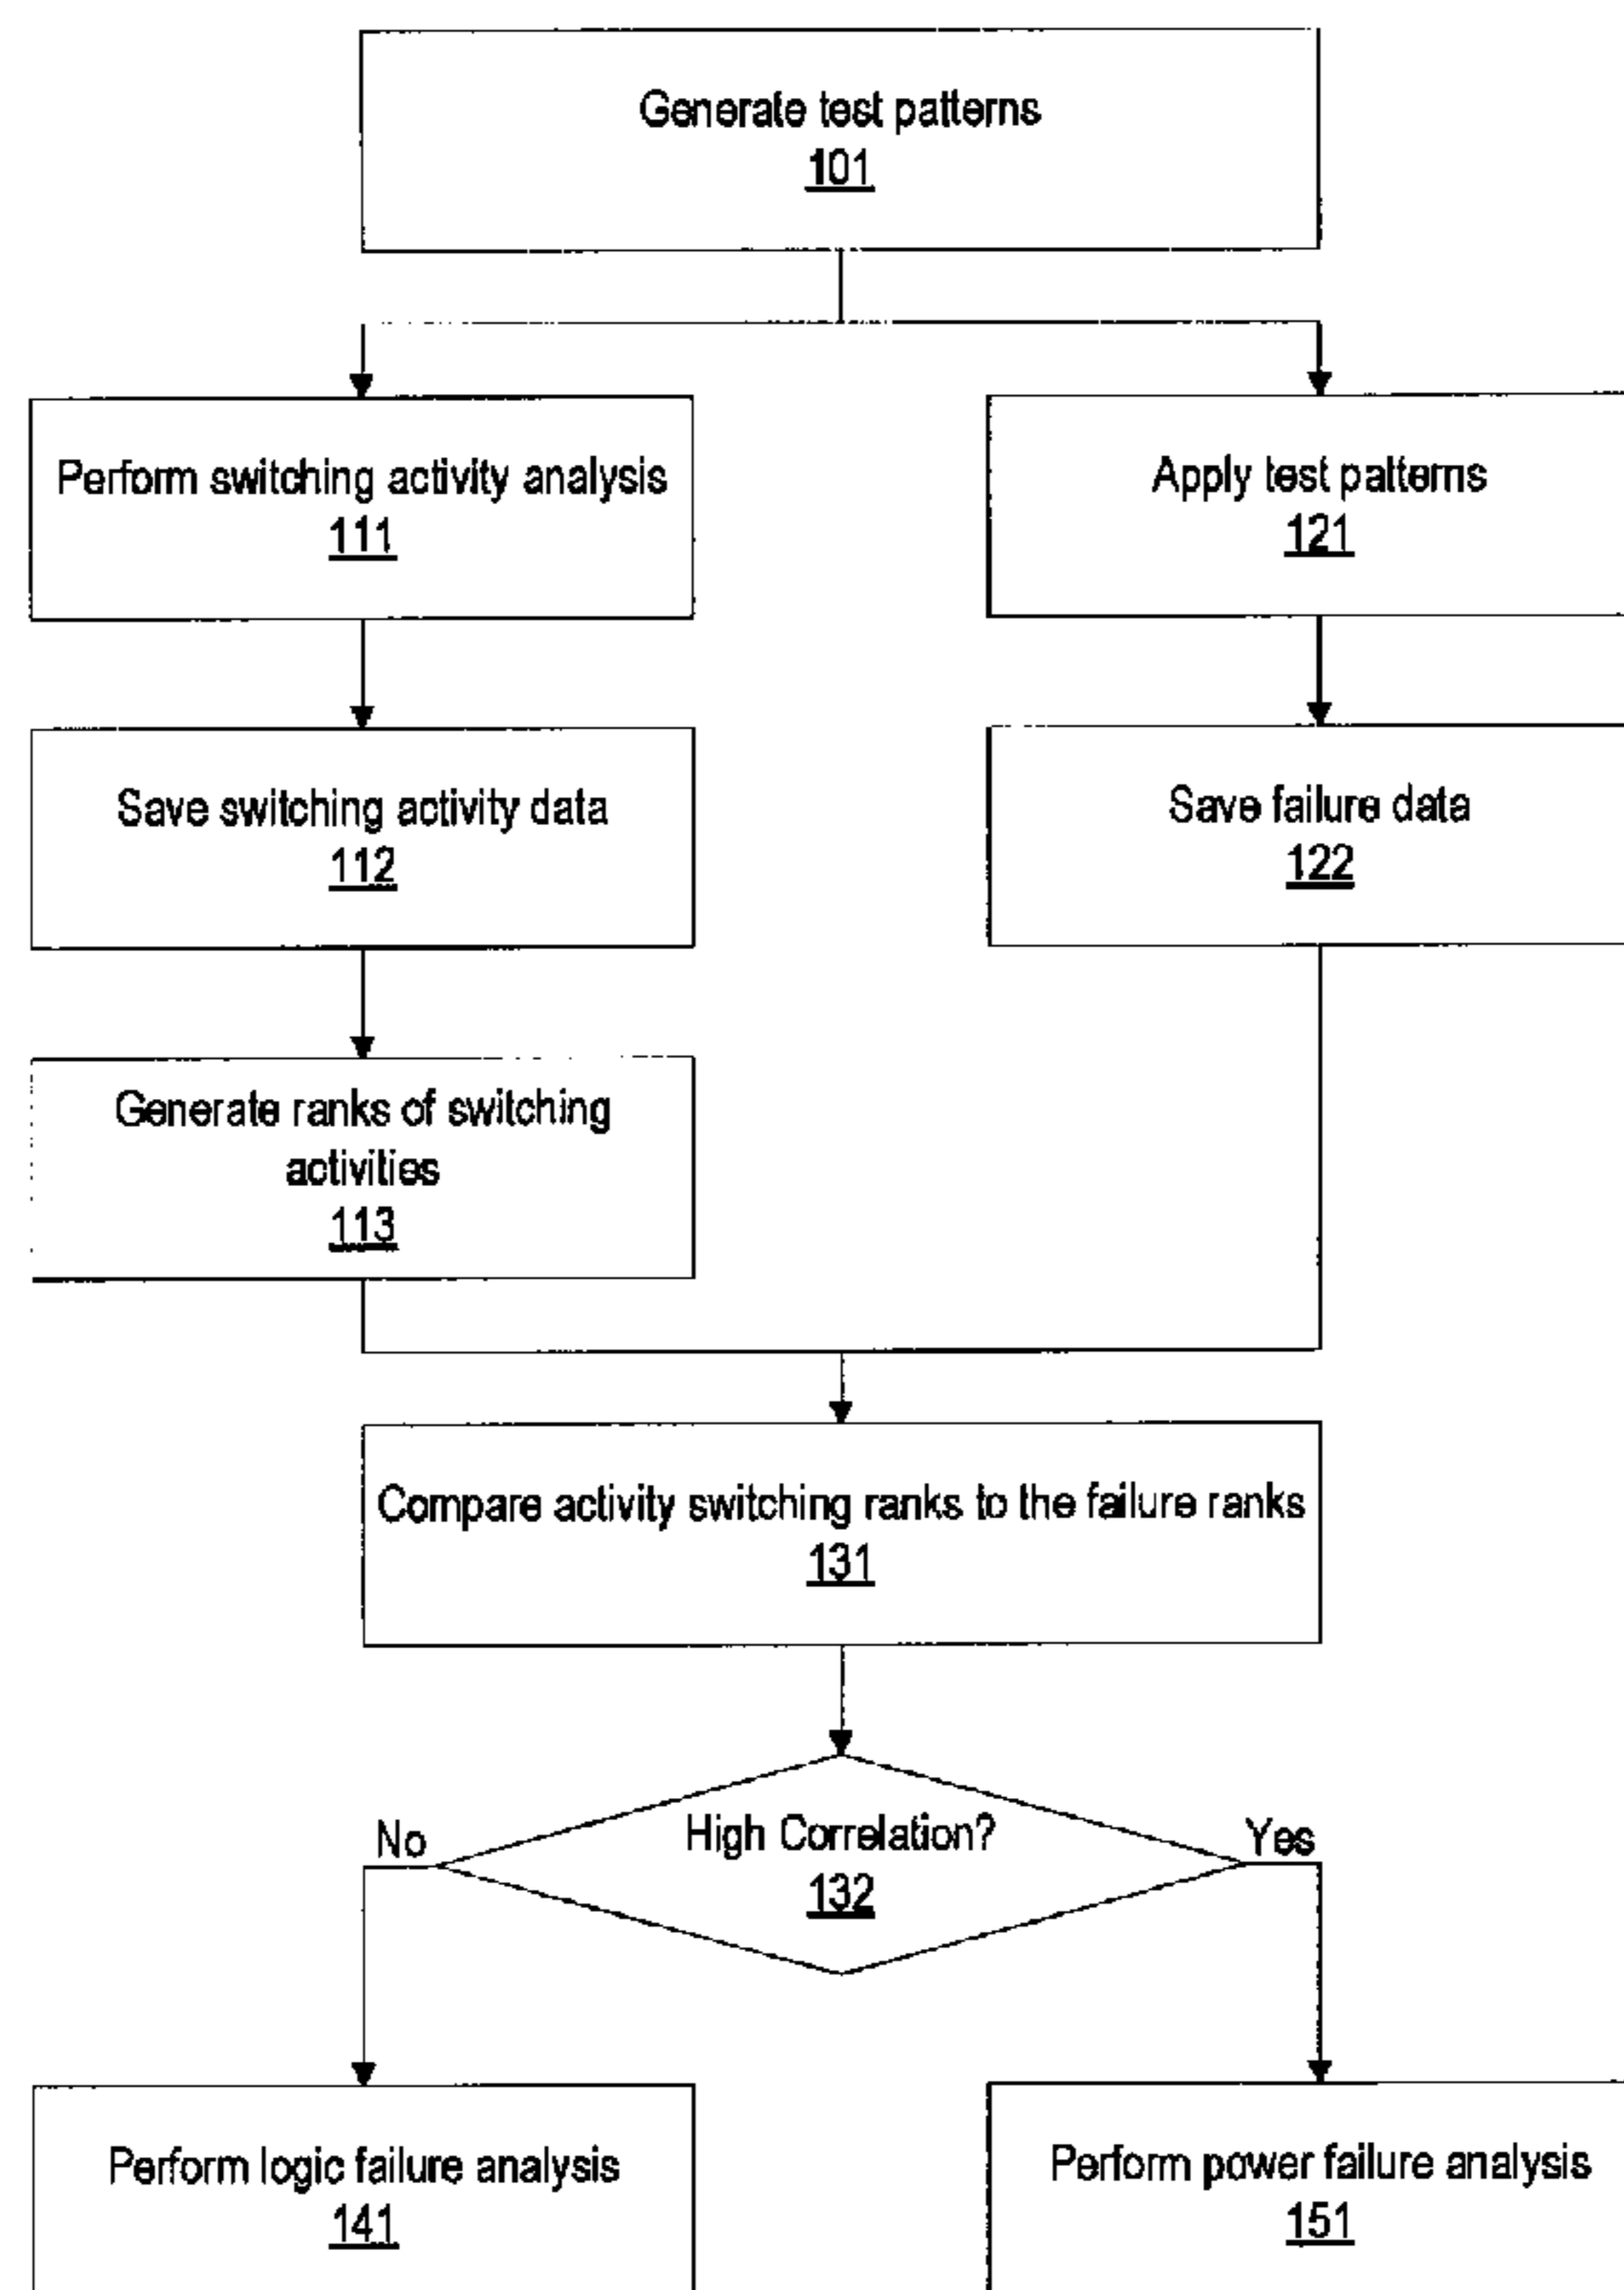 Generate test patterns
101
Perform switching activity analysis
111
Apply test patterns
121
Save switching activity data
112
Save failure data
122
Generate ranks of switching
activities
113
Compare activity switching ranks to the failure ranks
131
High Correlation?
132
No
Yes
Perform logic failure analysis
141
Perform power failure analysis
151